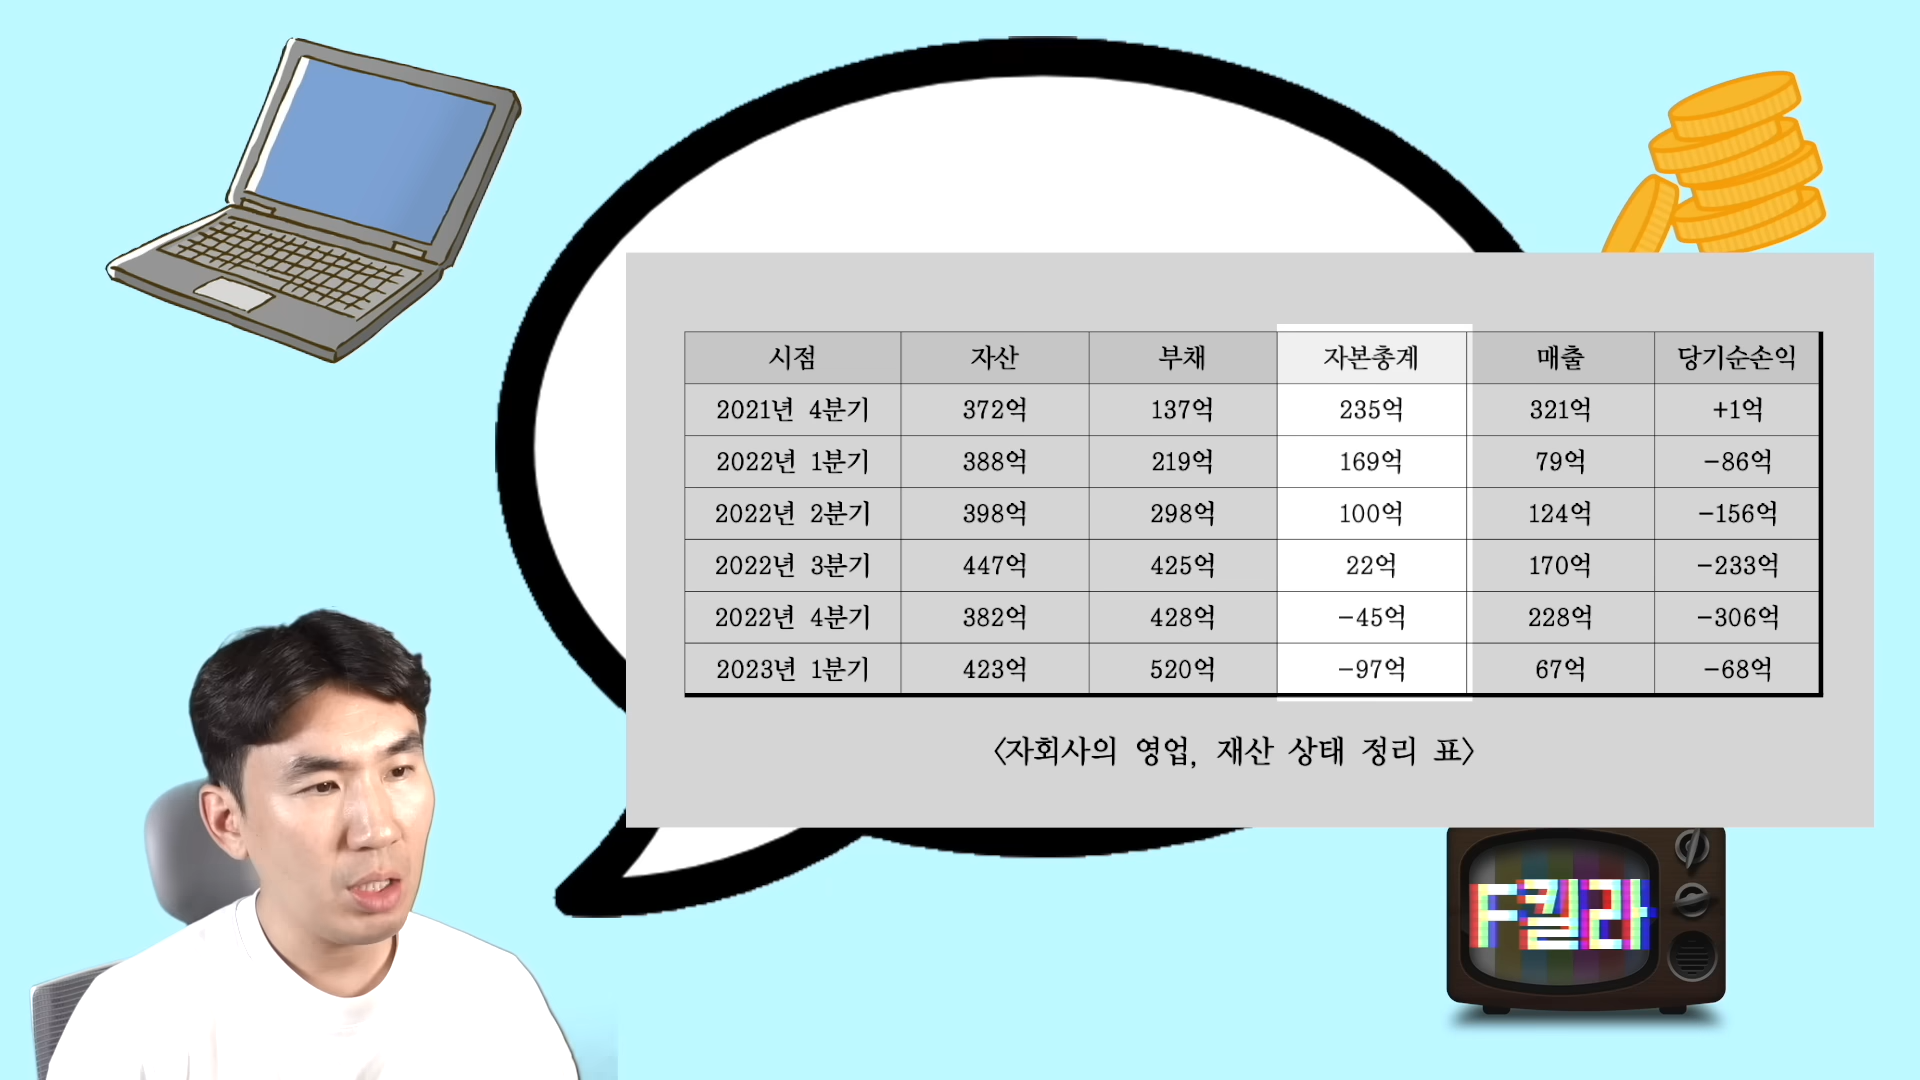 시점 자산 부채 자본총계 매출 당기순손익
2021년 4분기 372억 137억 235억 321억 +1억
2022년 1분기 388억 219억 169억 79억 -86억
2022년 2분기 398억 298억 100억 124억 -156억
2022년 3분기 447억 425억 22억 170억 -233억
2022년 4분기 382억 428억 -45억 228억 -306억
2023년 1분기 423억 520억 -97억 67억 -68억
<자회사의 영업, 재산 상태 정리 표>
F킬라